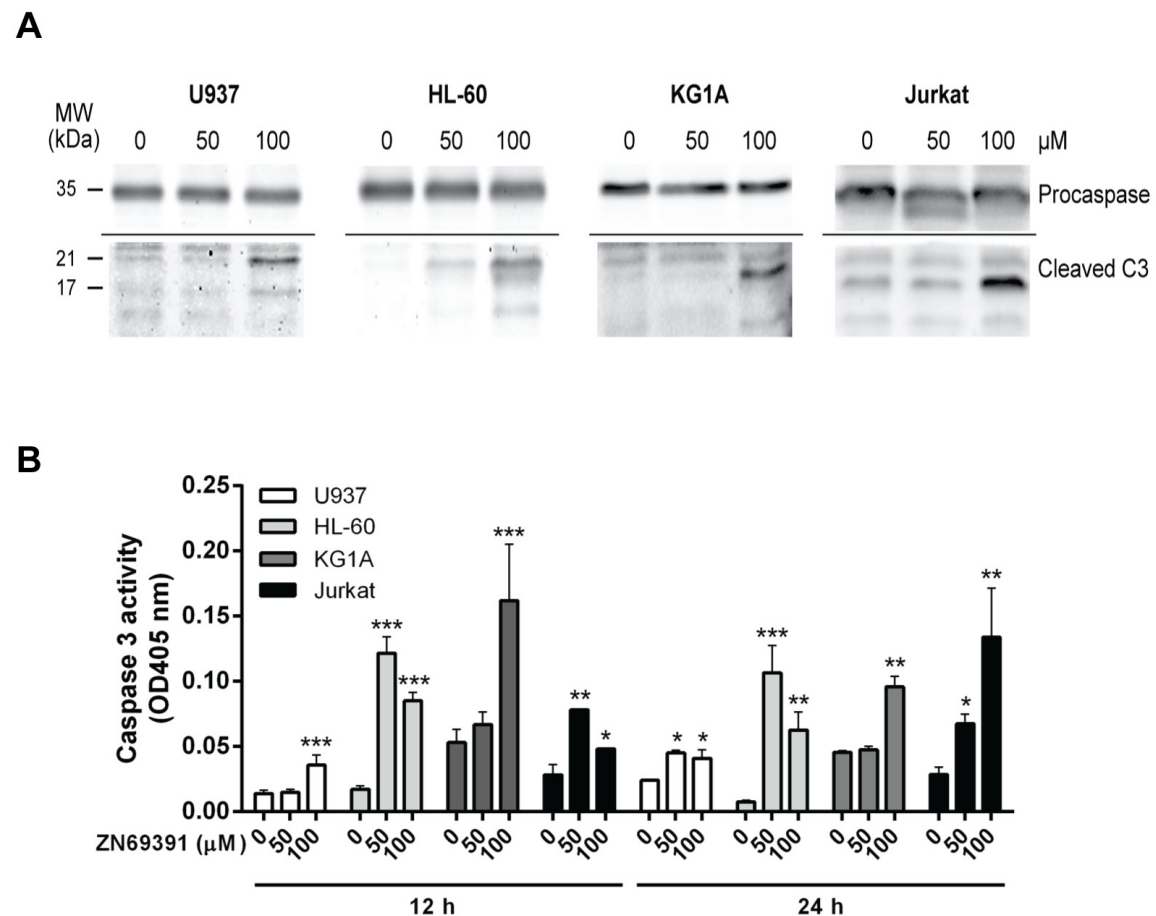 A
U937 HL-60 KG1A Jurkat
MW
(kDa) 0 50 100 0 50 100 0 50 100 0 50 100 µM
35 Procaspase
21 Cleaved C3
17
B
0.25
0.20
0.15
0.10
0.05
0.00
Caspase 3 activity
(OD405 nm)
U937
HL-60
KG1A
Jurkat
*** *** *** *** ** * * * *** ** ** * **
ZN69391 (µM) 0 50 100 0 50 100 0 50 100 0 50 100 0 50 100 0 50 100 0 50 100 0 50 100
12 h 24 h